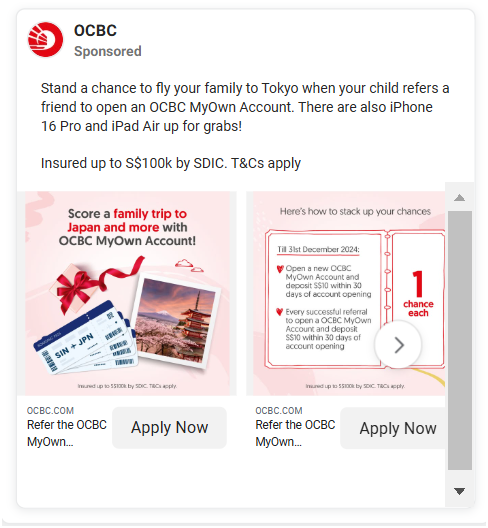 OCBC
Sponsored
Stand a chance to fly your family to Tokyo when your child refers a
friend to open an OCBC MyOwn Account. There are also iPhone
16 Pro and iPad Air up for grabs!
Insured up to S$100k by SDIC. T&Cs apply
Score a family trip to
Japan and more with
OCBC MyOwn Account!
SIN + JPN
Insured up to S$100k by SDIC. T&Cs apply.
OCBC.COM
Refer the OCBC
MyOwn...
Apply Now
Here's how to stack up your chances
Till 31st December 2024:
Open a new OCBC
MyOwn Account and
deposit S$10 within 30
days of account opening
Every successful referral
to open a OCBC MyOwn
Account and deposit
S$10 within 30 days of
account opening
1
chance
each
Insured up to S$100k by SDIC. T&Cs apply.
OCBC.COM
Refer the OCBC
MyOwn...
Apply Now